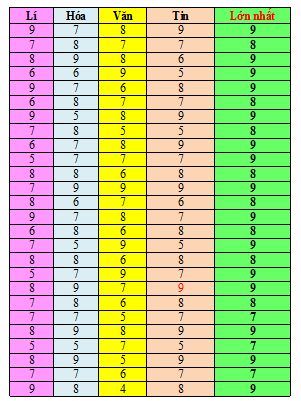 Lí Hóa Văn Tin Lớn nhất
9 7 8 9 9
7 8 7 7 8
8 9 8 6 9
6 6 9 5 9
9 7 6 8 9
6 8 7 7 8
9 5 8 9 9
7 8 5 5 8
6 7 8 9 9
5 7 7 7 7
8 8 6 8 8
7 9 9 9 9
8 6 7 6 8
9 7 8 7 9
6 8 6 8 8
7 5 9 5 9
8 8 6 8 8
5 7 9 7 9
8 9 7 9 9
7 8 6 8 8
7 7 5 7 7
8 9 8 9 9
5 5 7 5 7
8 9 5 9 9
7 7 6 7 7
9 8 4 8 9